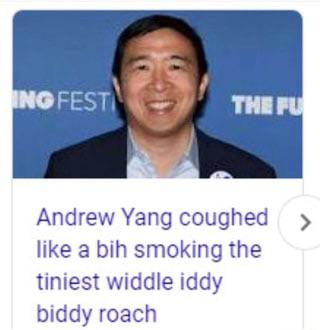 ING FESTI
THE FU
Andrew Yang coughed
like a bih smoking the
tiniest widdle iddy
biddy roach